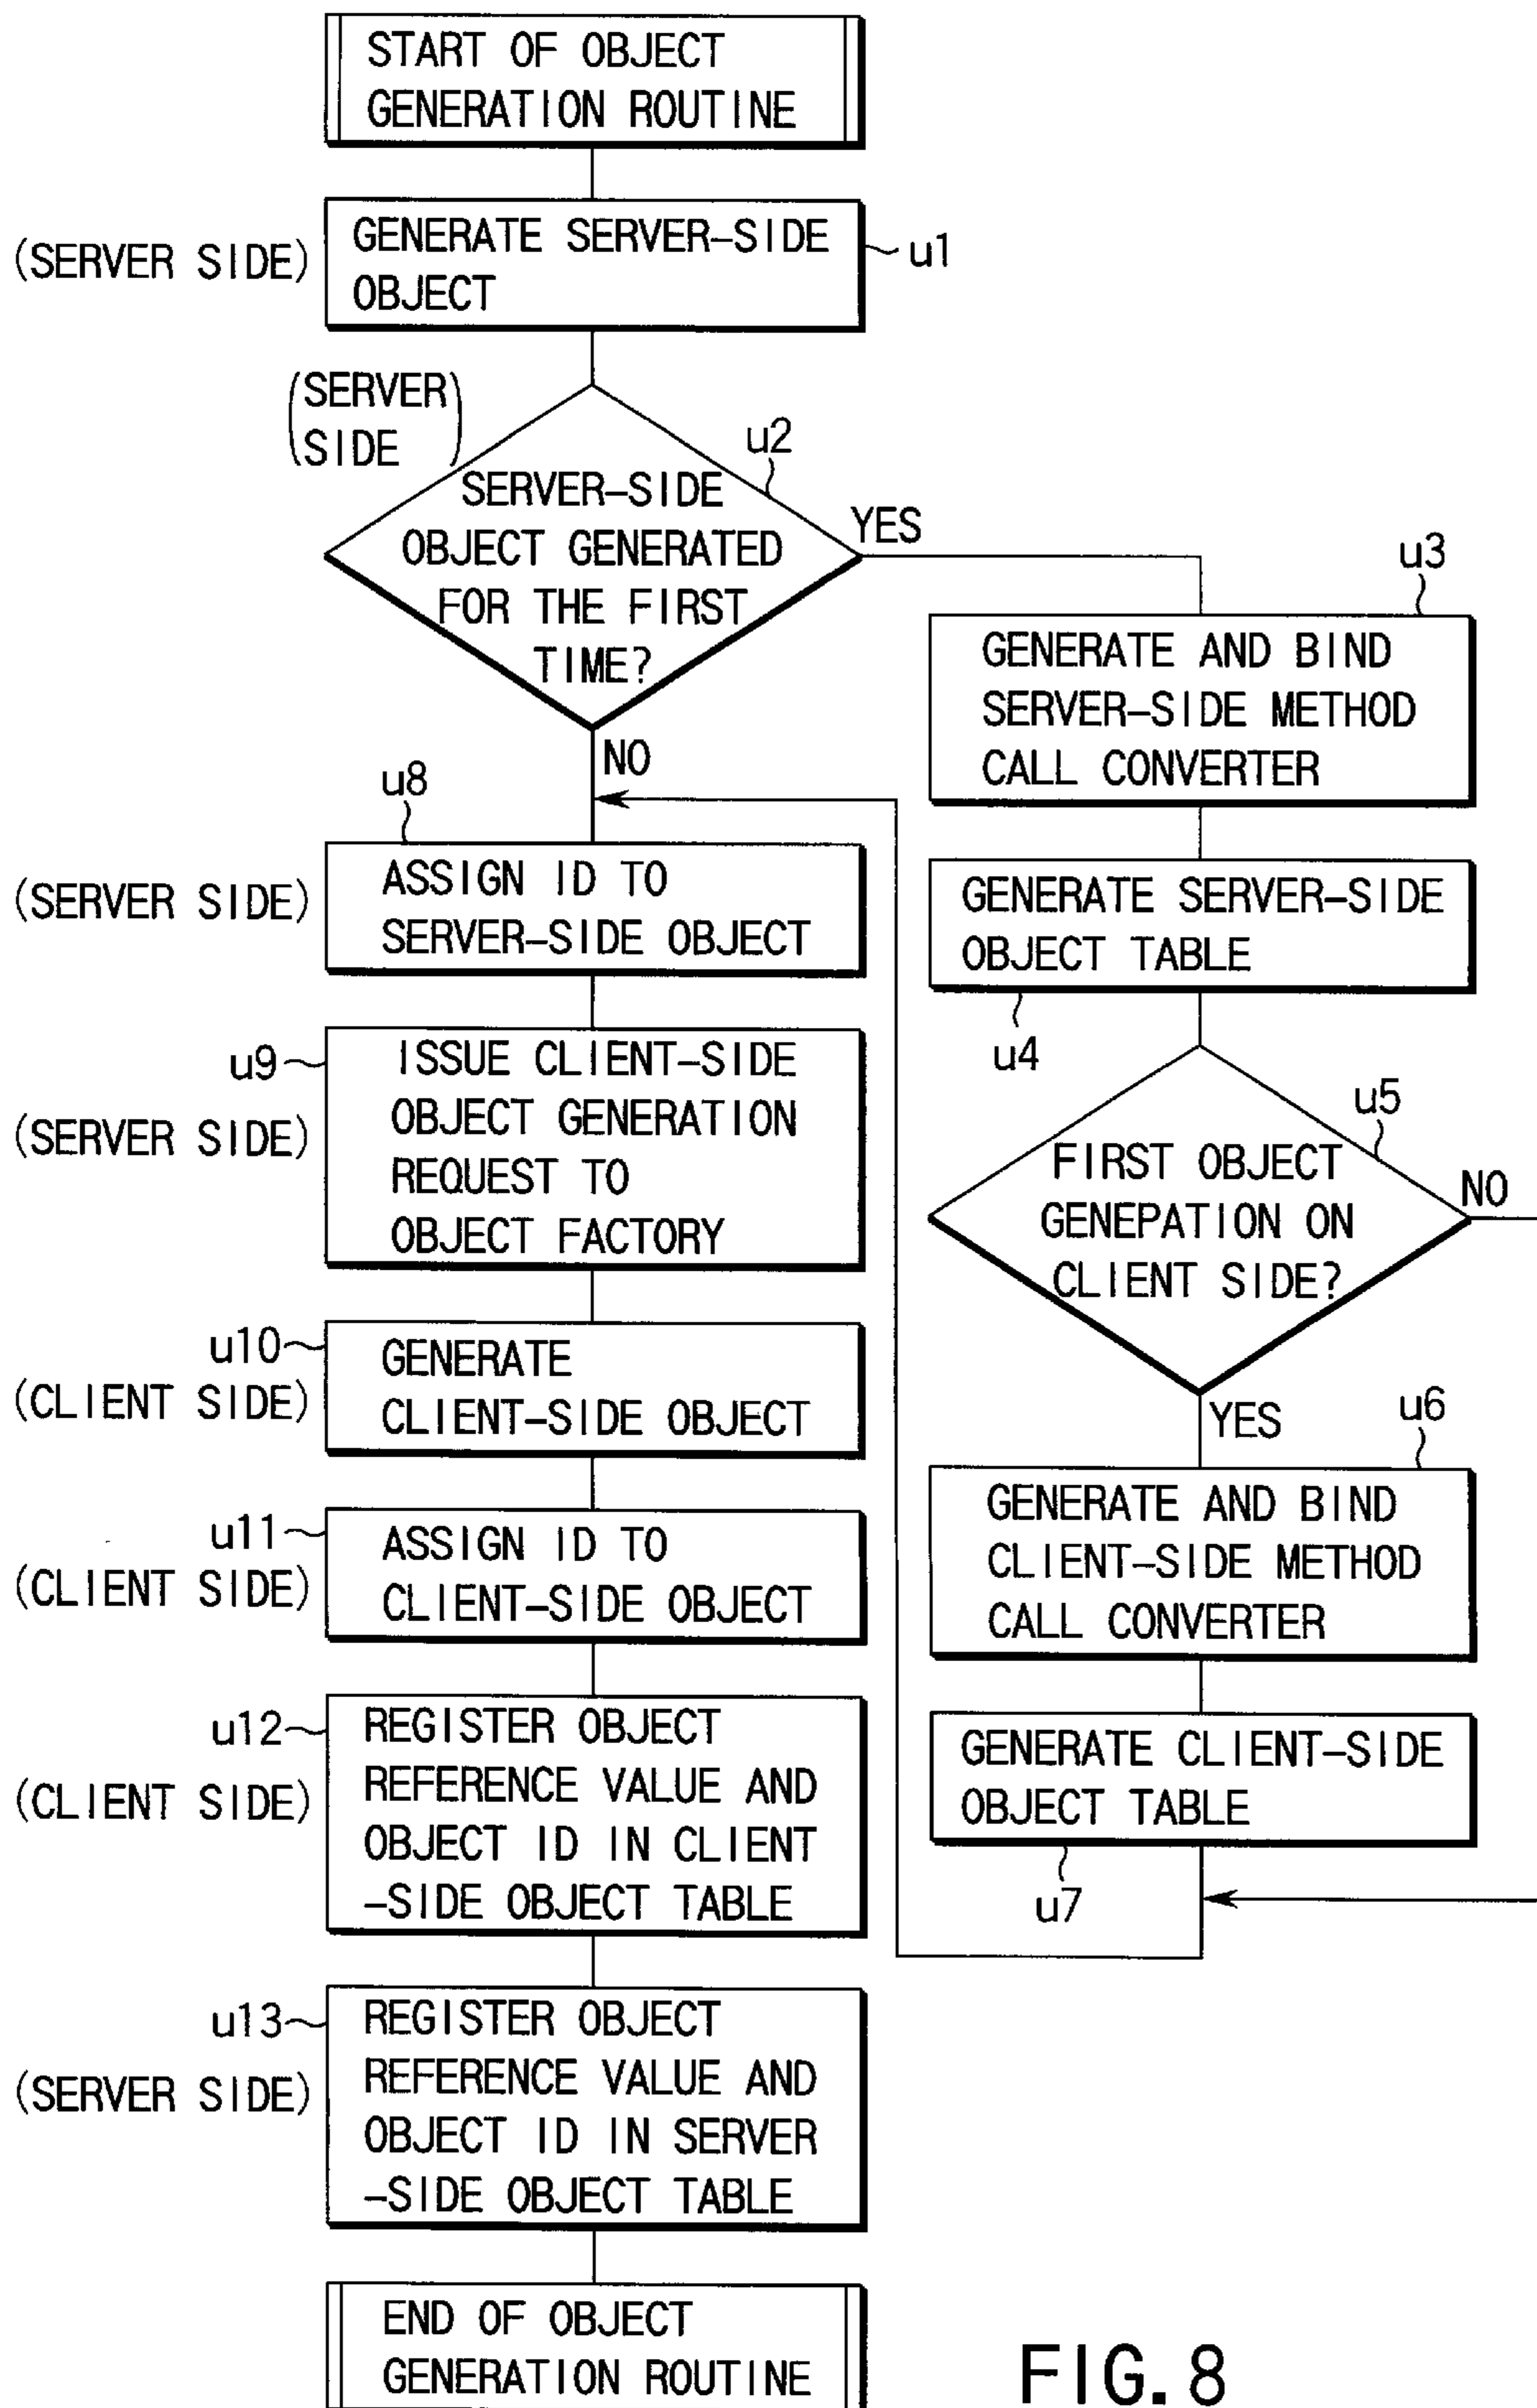 START OF OBJECT
GENERATION ROUTINE
(SERVER SIDE)
GENERATE SERVER-SIDE
OBJECT
u1
(SERVER
SIDE)
u2
SERVER-SIDE
OBJECT GENERATED
FOR THE FIRST
TIME?
YES
NO
u3
GENERATE AND BIND
SERVER-SIDE METHOD
CALL CONVERTER
GENERATE SERVER-SIDE
OBJECT TABLE
u4
u5
FIRST OBJECT
GENEPATION ON
CLIENT SIDE?
NO
YES
u6
GENERATE AND BIND
CLIENT-SIDE METHOD
CALL CONVERTER
GENERATE CLIENT-SIDE
OBJECT TABLE
u7
u8
(SERVER SIDE)
ASSIGN ID TO
SERVER-SIDE OBJECT
u9
(SERVER SIDE)
ISSUE CLIENT-SIDE
OBJECT GENERATION
REQUEST TO
OBJECT FACTORY
u10
(CLIENT SIDE)
GENERATE
CLIENT-SIDE OBJECT
u11
(CLIENT SIDE)
ASSIGN ID TO
CLIENT-SIDE OBJECT
u12
(CLIENT SIDE)
REGISTER OBJECT
REFERENCE VALUE AND
OBJECT ID IN CLIENT
-SIDE OBJECT TABLE
u13
(SERVER SIDE)
REGISTER OBJECT
REFERENCE VALUE AND
OBJECT ID IN SERVER
-SIDE OBJECT TABLE
END OF OBJECT
GENERATION ROUTINE
FIG. 8